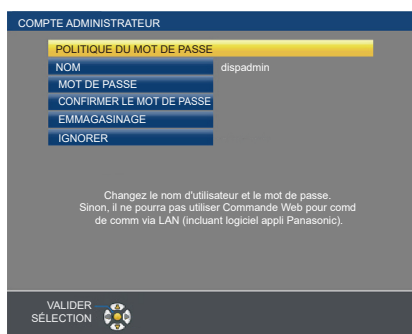 COMPTE ADMINISTRATEUR
POLITIQUE DU MOT DE PASSE
NOM dispadmin
MOT DE PASSE
CONFIRMER LE MOT DE PASSE
EMMAGASINAGE
IGNORER
Changez le nom d'utilisateur et le mot de passe.
Sinon, il ne pourra pas utiliser Commande Web pour comd
de comm via LAN (incluant logiciel appli Panasonic).
VALIDER
SÉLECTION